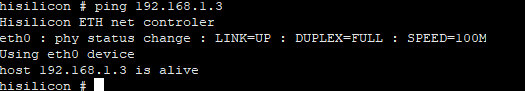 hisilicon # ping 192.168.1.3
Hisilicon ETH net controler
eth0 : phy status change : LINK=UP : DUPLEX=FULL : SPEED=100M
Using eth0 device
host 192.168.1.3 is alive
hisilicon #